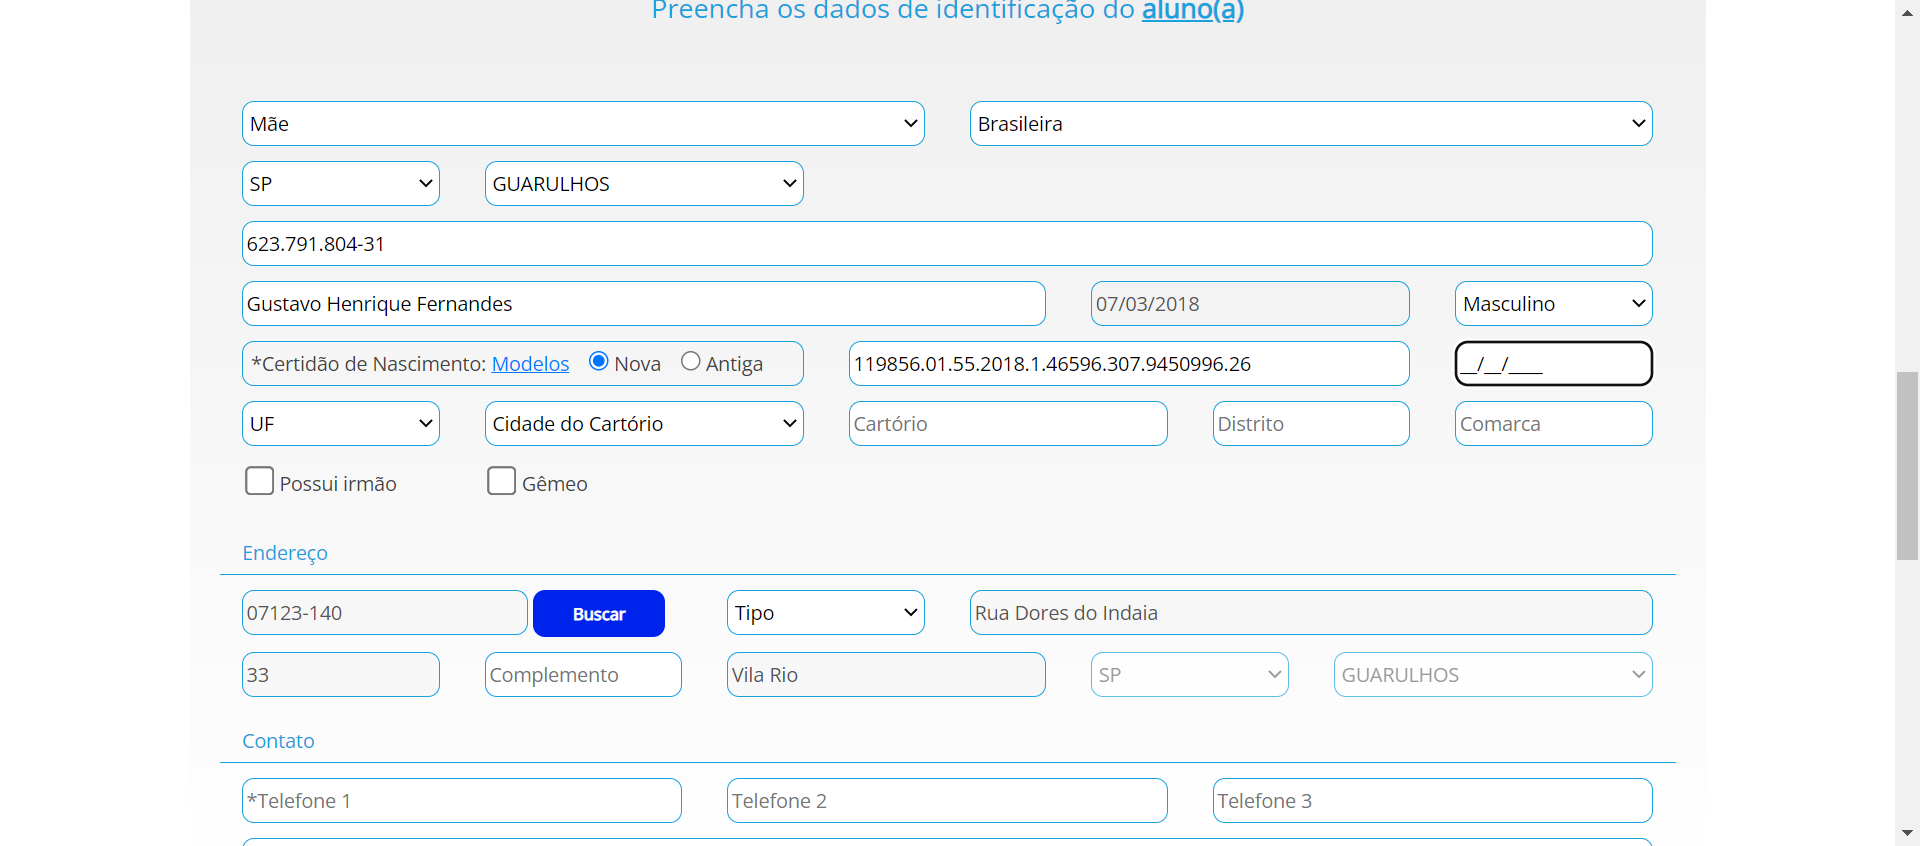 Preencha os dados de identificação do aluno(a)
Mãe
Brasileira
SP
GUARULHOS
623.791.804-31
Gustavo Henrique Fernandes
07/03/2018
Masculino
*Certidão de Nascimento: Modelos Nova Antiga
119856.01.55.2018.1.46596.307.9450996.26
__/__/____
UF
Cidade do Cartório
Cartório
Distrito
Comarca
Possui irmão
Gêmeo
Endereço
07123-140
Buscar
Tipo
Rua Dores do Indaia
33
Complemento
Vila Rio
SP
GUARULHOS
Contato
*Telefone 1
Telefone 2
Telefone 3